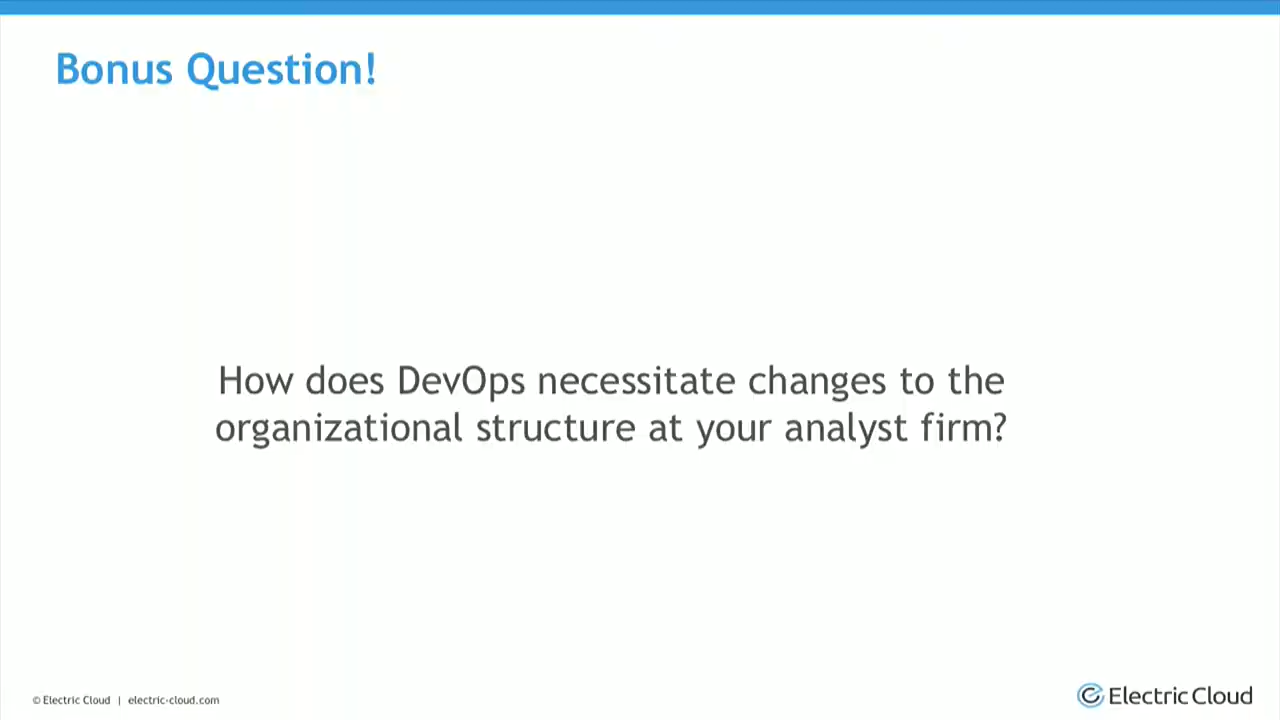 Bonus Question!
How does DevOps necessitate changes to the
organizational structure at your analyst firm?
© Electric Cloud | electric-cloud.com
Electric Cloud